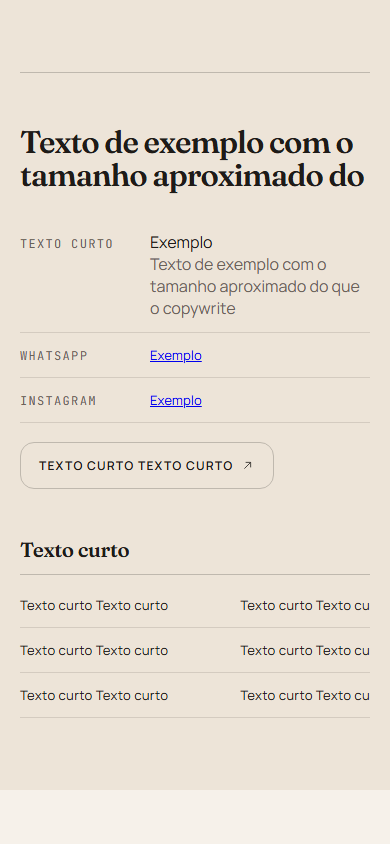 Texto de exemplo com o
tamanho aproximado do
TEXTO CURTO
Exemplo
Texto de exemplo com o
tamanho aproximado do que
o copywrite
WHATSAPP
Exemplo
INSTAGRAM
Exemplo
TEXTO CURTO TEXTO CURTO ↗
Texto curto
Texto curto Texto curto
Texto curto Texto cu
Texto curto Texto curto
Texto curto Texto cu
Texto curto Texto curto
Texto curto Texto cu